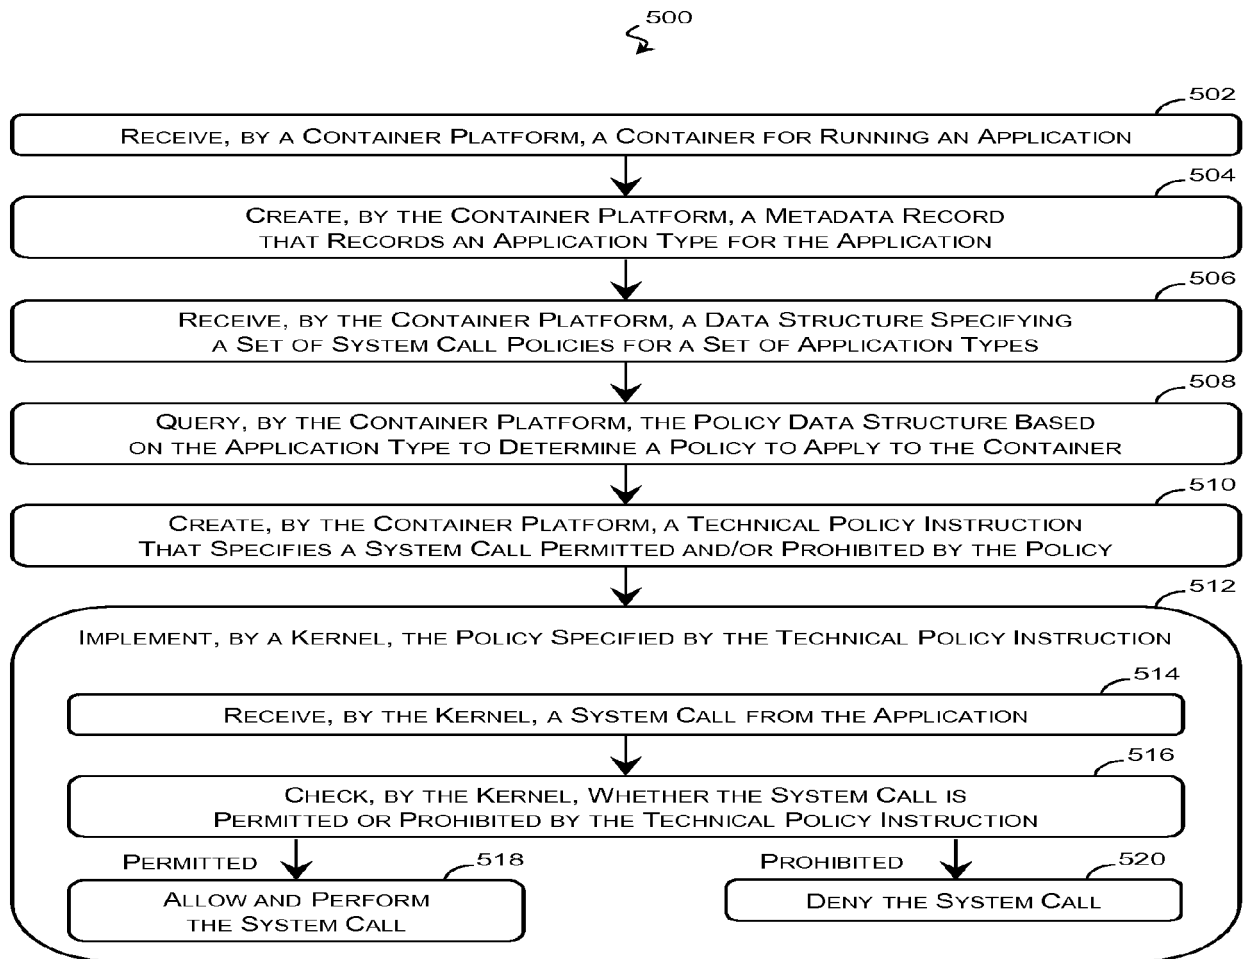 500
502
Receive, by a Container Platform, a Container for Running an Application
504
Create, by the Container Platform, a Metadata Record
that Records an Application Type for the Application
506
Receive, by the Container Platform, a Data Structure Specifying
a Set of System Call Policies for a Set of Application Types
508
Query, by the Container Platform, the Policy Data Structure Based
on the Application Type to Determine a Policy to Apply to the Container
510
Create, by the Container Platform, a Technical Policy Instruction
That Specifies a System Call Permitted and/or Prohibited by the Policy
512
Implement, by a Kernel, the Policy Specified by the Technical Policy Instruction
514
Receive, by the Kernel, a System Call from the Application
516
Check, by the Kernel, Whether the System Call is
Permitted or Prohibited by the Technical Policy Instruction
Permitted
518
Allow and Perform
the System Call
Prohibited
520
Deny the System Call